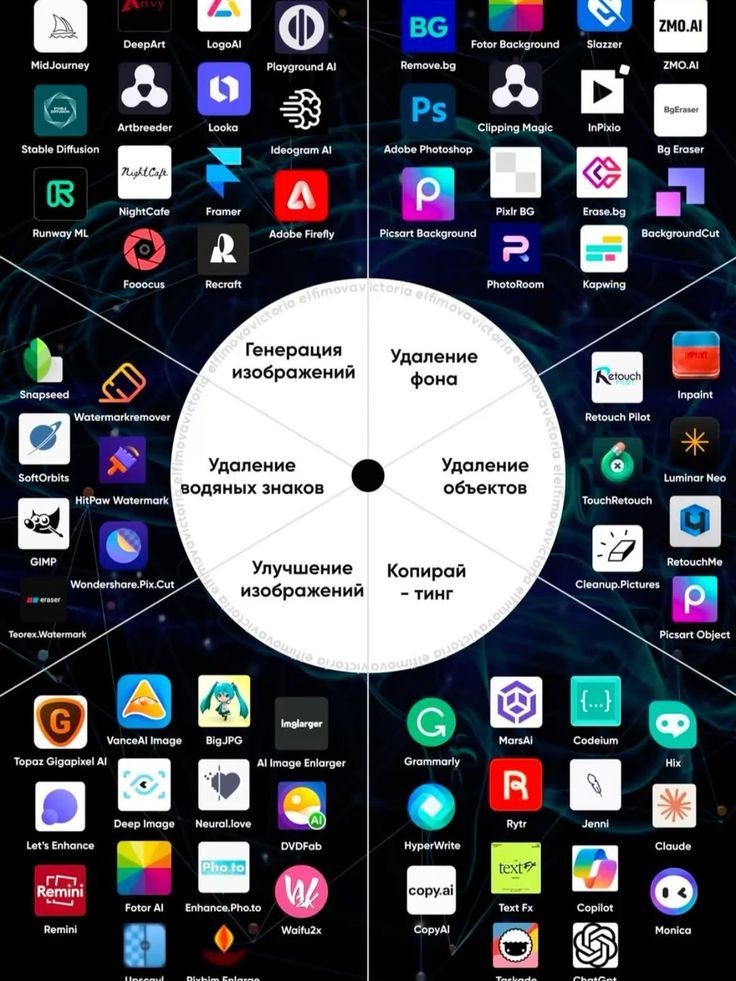 MidJourney
DeepArt
LogoAI
Playground AI
Stable Diffusion
Artbreeder
Looka
Ideogram AI
Runway ML
NightCafe
NightCafe
Framer
Adobe Firefly
Fooocus
Recraft
BG
Remove.bg
Fotor Background
Slazzer
ZMO.AI
ZMO.AI
Ps
Adobe Photoshop
Clipping Magic
InPixio
BgEraser
Bg Eraser
Picsart Background
Pixlr BG
Erase.bg
BackgroundCut
PhotoRoom
Kapwing
Генерация
изображений
Удаление
фона
Удаление
водяных знаков
Удаление
объектов
Улучшение
изображений
Копирай
- тинг
elfimovavictoria elfimovavictoria elfimovavictoria
Snapseed
Watermarkremover
SoftOrbits
HitPaw Watermark
GIMP
Wondershare.Pix.Cut
eraser
Teorex.Watermark
Retouch
PILOT
Retouch Pilot
INPAINT
Inpaint
TouchRetouch
Luminar Neo
Cleanup.Pictures
RetouchMe
Picsart Object
G
Topaz Gigapixel AI
VanceAI Image
BigJPG
imglarger
AI Image Enlarger
Let's Enhance
Deep Image
Neural.love
AI
DVDFab
Remini
Remini
Fotor AI
Pho.to
Enhance.Pho.to
Waifu2x
Upscayl
Pixbim Enlarge
Grammarly
MarsAi
{...}
Codeium
Hix
HyperWrite
Rytr
Jenni
Claude
copy.ai
CopyAI
text FX
Text Fx
Copilot
Monica
Taskade
ChatGpt